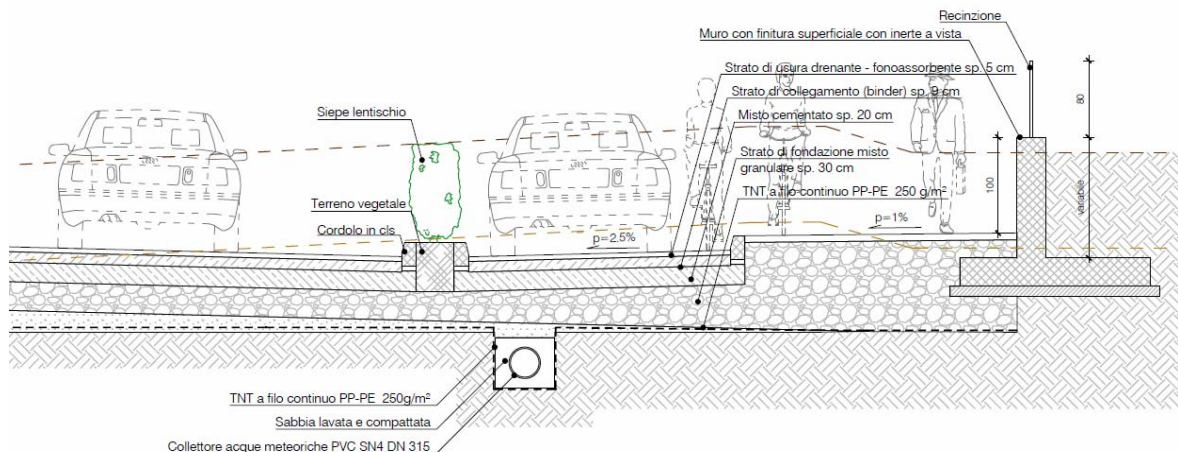 Recinzione
Muro con finitura superficiale con inerte a vista
Strato di usura drenante - fonoassorbente sp. 5 cm
Strato di collegamento (binder) sp. 9 cm
Siepe lentischio
Misto cementato sp. 20 cm
80
Strato di fondazione misto
granulare sp. 30 cm
100
TNT a filo continuo PP-PE 250 g/m²
variabile
Terreno vegetale
Cordolo in cls
p=2.5%
p=1%
TNT a filo continuo PP-PE 250g/m²
Sabbia lavata e compattata
Collettore acque meteoriche PVC SN4 DN 315